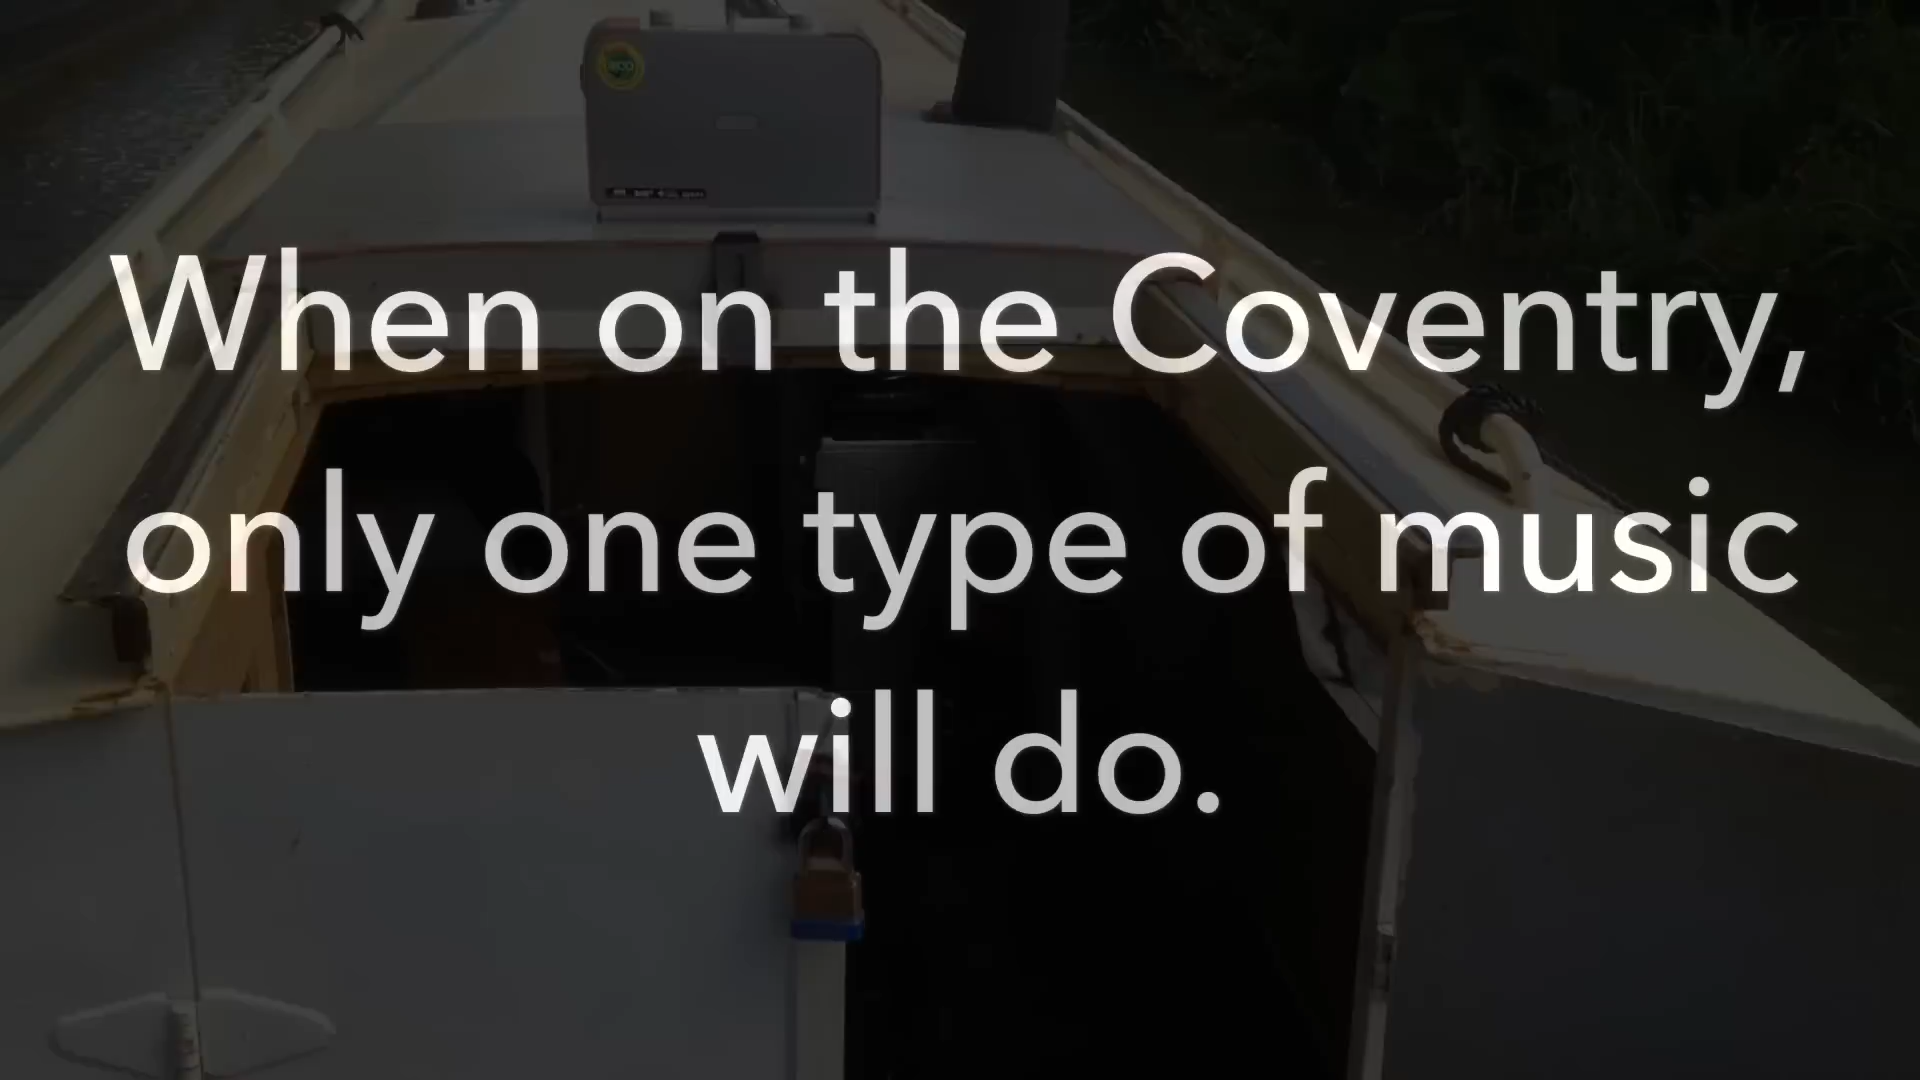 When on the Coventry,
only one type of music
will do.